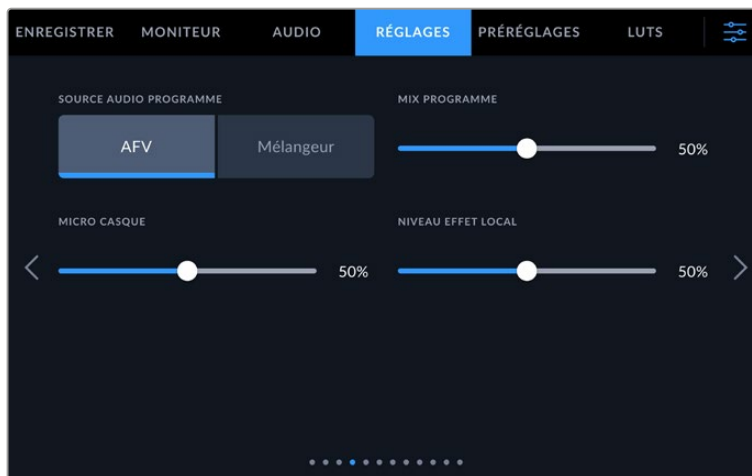 ENREGISTRER MONITEUR AUDIO RÉGLAGES PRÉRÉGLAGES LUTS
SOURCE AUDIO PROGRAMME
AFV Mélangeur
MIX PROGRAMME
50%
MICRO CASQUE
50%
NIVEAU EFFET LOCAL
50%